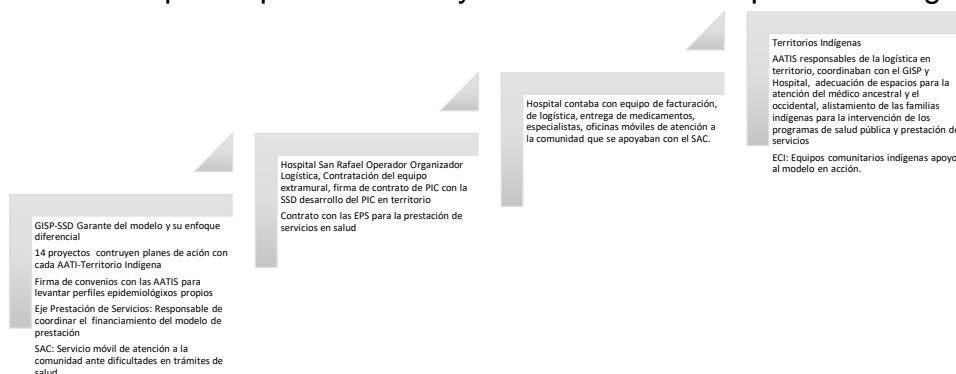 GISP-SSD Garante del modelo y su enfoque
diferencial
14 proyectos contruyen planes de acción con
cada AATI-Territorio Indígena
Firma de convenios con las AATIS para
levantar perfiles epidemiológixos propios
Eje Prestación de Servicios: Responsable de
coordinar el financiamiento del modelo de
prestación
SAC: Servicio móvil de atención a la
comunidad ante dificultades en trámites de
salud
Hospital San Rafael Operador Organizador
Logística, Contratación del equipo
extramural, firma de contrato de PIC con la
SSD desarrollo del PIC en territorio
Contrato con las EPS para la prestación de
servicios en salud
Hospital contaba con equipo de facturación,
de logística, entrega de medicamentos,
especialistas, oficinas móviles de atención a
la comunidad que se apoyaban con el SAC.
Territorios Indígenas
AATIS responsables de la logística en
territorio, coordinaban con el GISP y
Hospital, adecuación de espacios para la
atención del médico ancestral y el
occidental, alistamiento de las familias
indígenas para la intervención de los
programas de salud pública y prestación de
servicios
ECI: Equipos comunitarios indígenas apoyo
al modelo en acción.